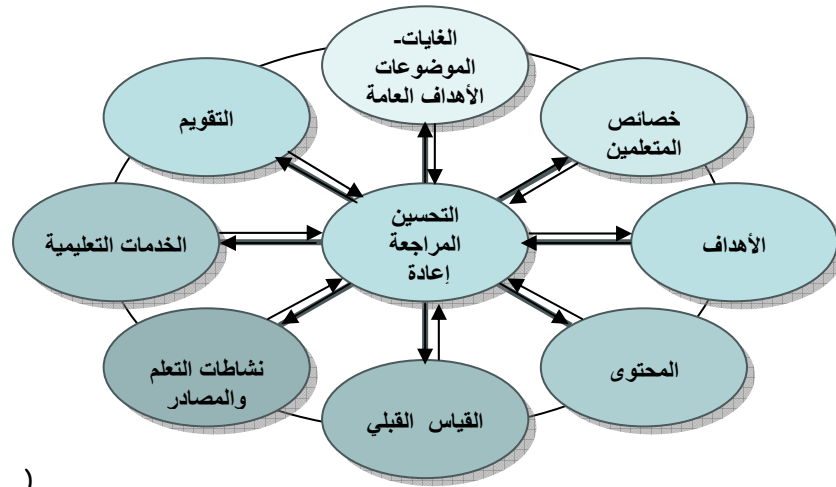 الغايات-
الموضوعات
الأهداف العامة
خصائص
المتعلمين
الأهداف
المحتوى
القياس القبلي
نشاطات التعلم
والمصادر
الخدمات التعليمية
التقويم
التحسين
المراجعة
إعادة
)